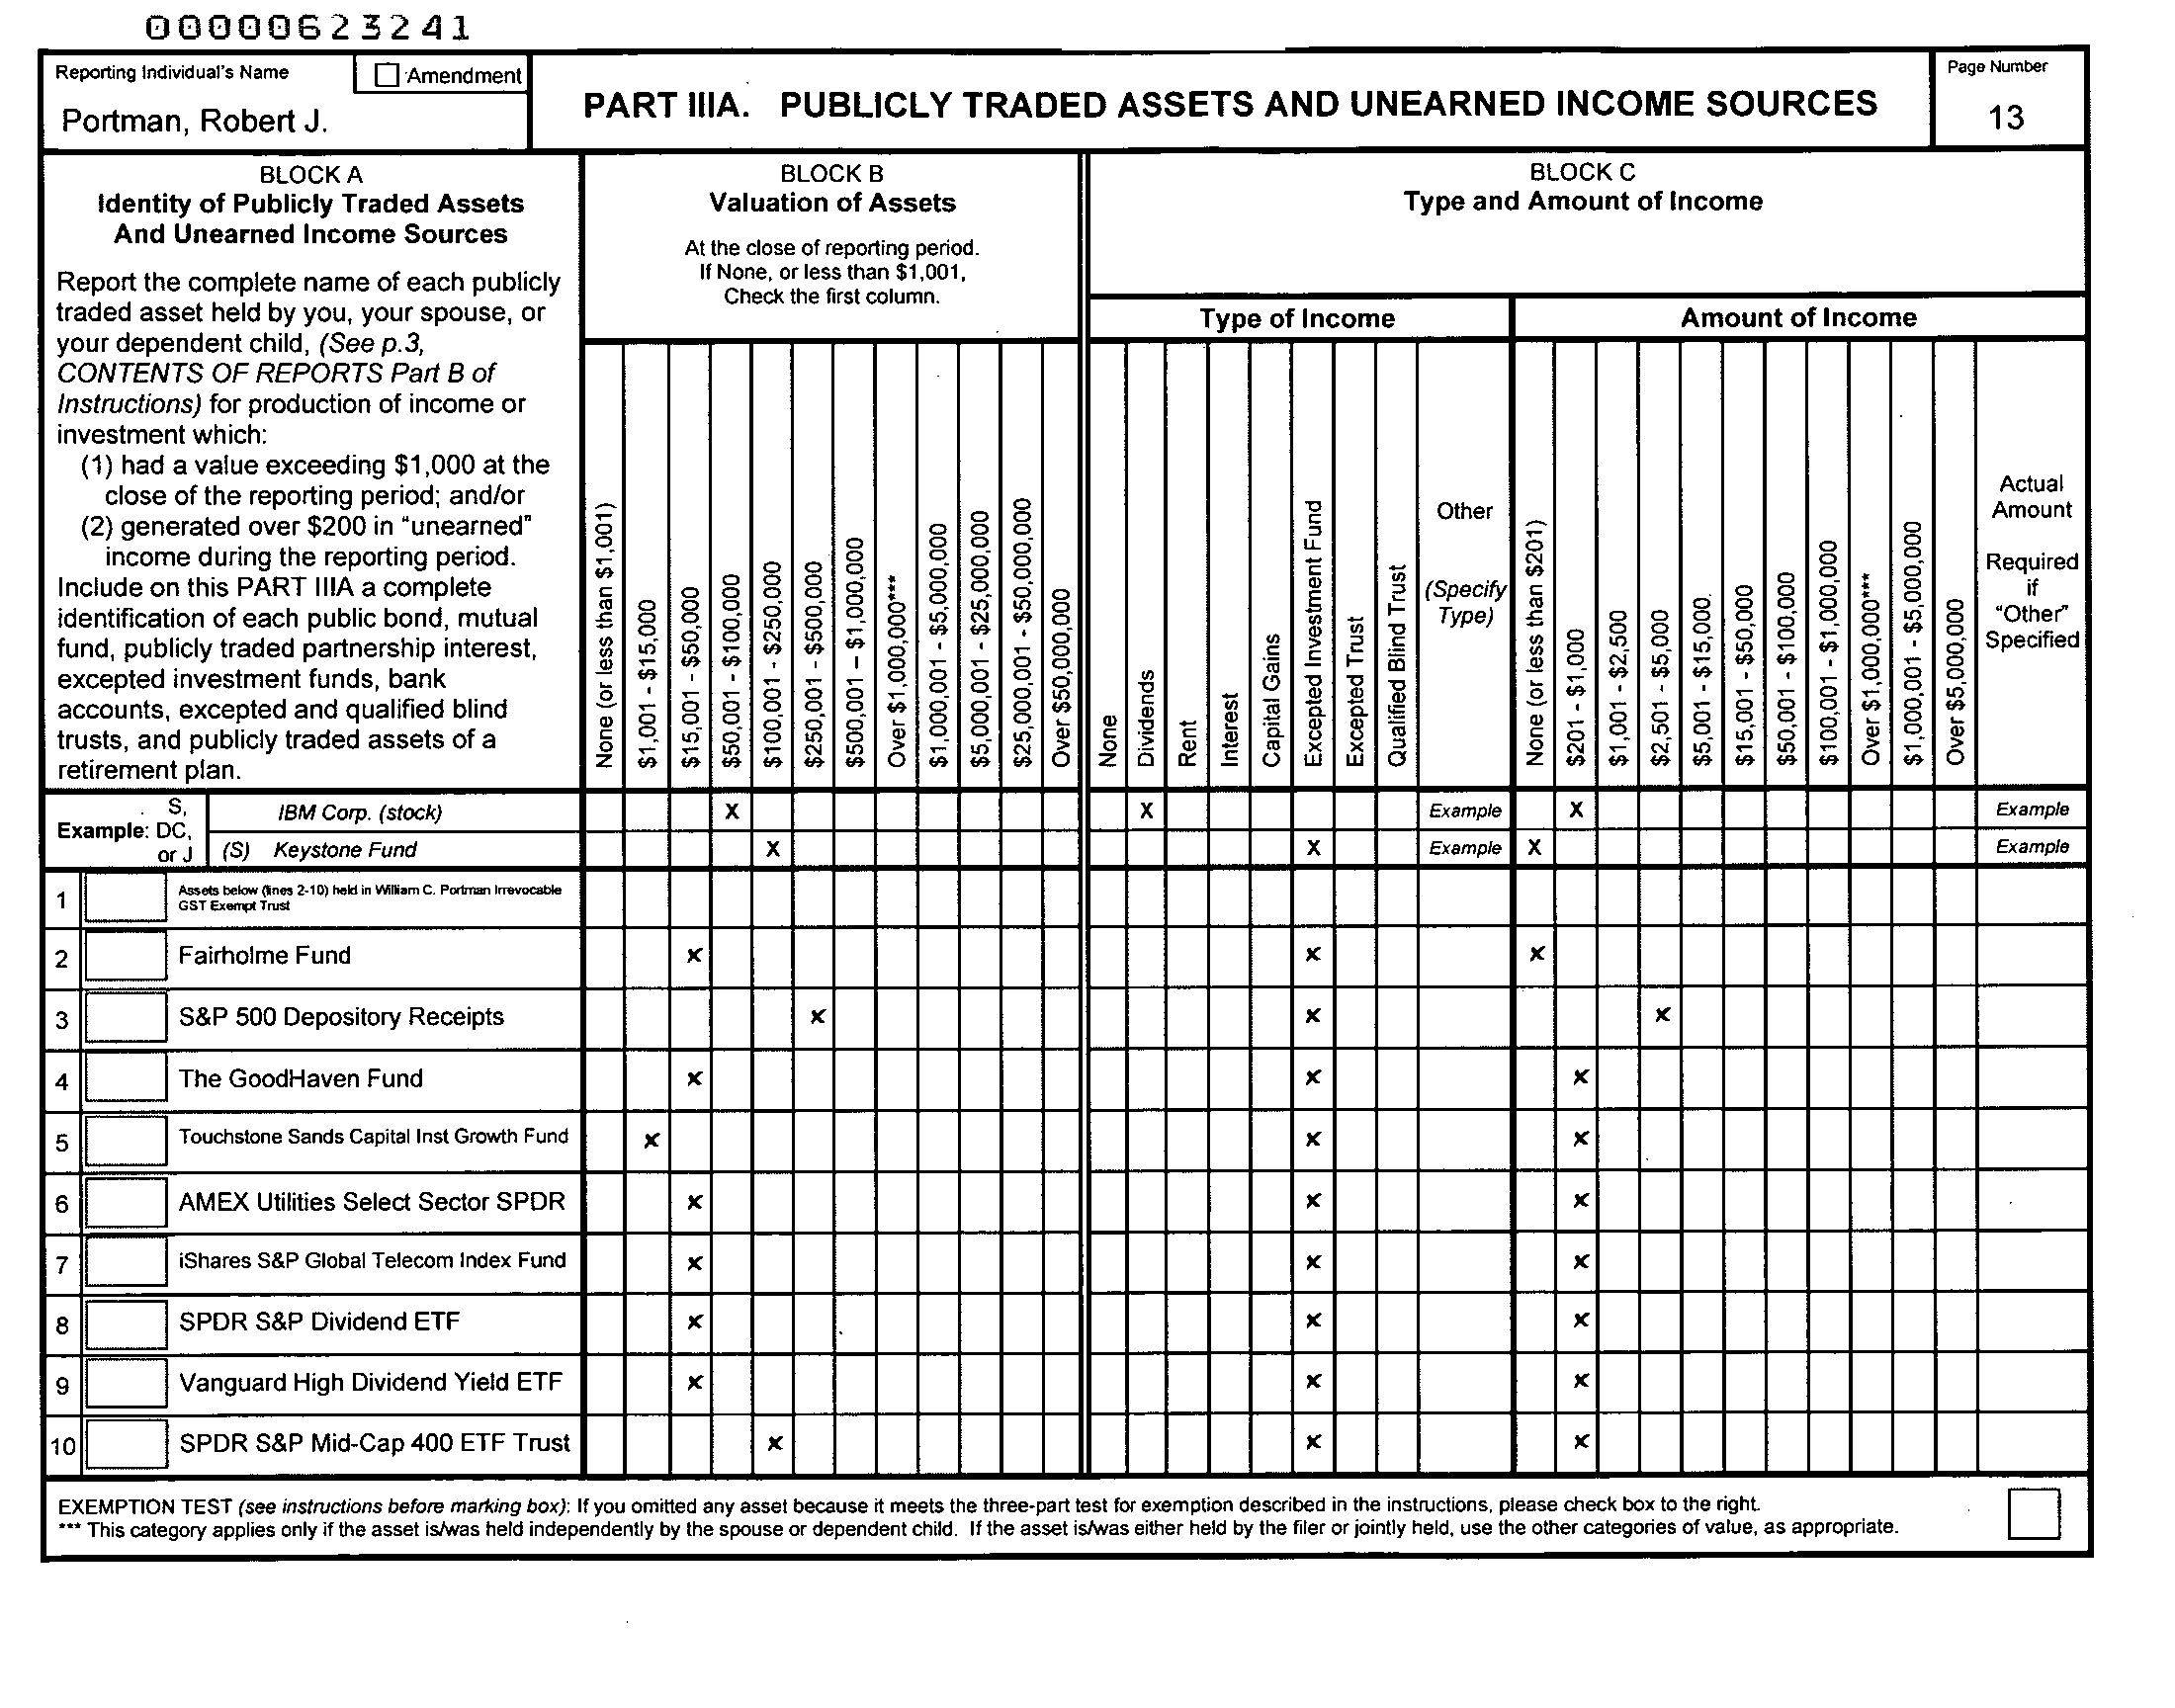 00000623241
Reporting Individual's Name
Amendment
Portman, Robert J.
PART IIIA. PUBLICLY TRADED ASSETS AND UNEARNED INCOME SOURCES
Page Number
13
BLOCK A
Identity of Publicly Traded Assets
And Unearned Income Sources
Report the complete name of each publicly
traded asset held by you, your spouse, or
your dependent child, (See p.3,
CONTENTS OF REPORTS Part B of
Instructions) for production of income or
investment which:
(1) had a value exceeding $1,000 at the
close of the reporting period; and/or
(2) generated over $200 in "unearned"
income during the reporting period.
Include on this PART IIIA a complete
identification of each public bond, mutual
fund, publicly traded partnership interest,
excepted investment funds, bank
accounts, excepted and qualified blind
trusts, and publicly traded assets of a
retirement plan.
BLOCK B
Valuation of Assets
At the close of reporting period.
If None, or less than $1,001,
Check the first column.
None (or less than $1,001)
$1,001 - $15,000
$15,001 - $50,000
$50,001 - $100,000
$100,001 - $250,000
$250,001 - $500,000
$500,001 - $1,000,000
Over $1,000,000***
$1,000,001 - $5,000,000
$5,000,001 - $25,000,000
$25,000,001 - $50,000,000
Over $50,000,000
BLOCK C
Type and Amount of Income
Type of Income
None
Dividends
Rent
Interest
Capital Gains
Excepted Investment Fund
Excepted Trust
Qualified Blind Trust
Other
(Specify
Type)
Amount of Income
None (or less than $201)
$201 - $1,000
$1,001 - $2,500
$2,501 - $5,000
$5,001 - $15,000
$15,001 - $50,000
$50,001 - $100,000
$100,001 - $1,000,000
Over $1,000,000***
$1,000,001 - $5,000,000
Over $5,000,000
Actual
Amount
Required
if
"Other"
Specified
Example: S, DC, or J
IBM Corp. (stock) X X Example X Example
(S) Keystone Fund X X Example X Example
1 Assets below (lines 2-10) held in William C. Portman Irrevocable
GST Exempt Trust
2 Fairholme Fund x x x
3 S&P 500 Depository Receipts x x x
4 The GoodHaven Fund x x x
5 Touchstone Sands Capital Inst Growth Fund x x x
6 AMEX Utilities Select Sector SPDR x x x
7 iShares S&P Global Telecom Index Fund x x x
8 SPDR S&P Dividend ETF x x x
9 Vanguard High Dividend Yield ETF x x x
10 SPDR S&P Mid-Cap 400 ETF Trust x x x
EXEMPTION TEST (see instructions before marking box): If you omitted any asset because it meets the three-part test for exemption described in the instructions, please check box to the right.
*** This category applies only if the asset is/was held independently by the spouse or dependent child. If the asset is/was either held by the filer or jointly held, use the other categories of value, as appropriate.